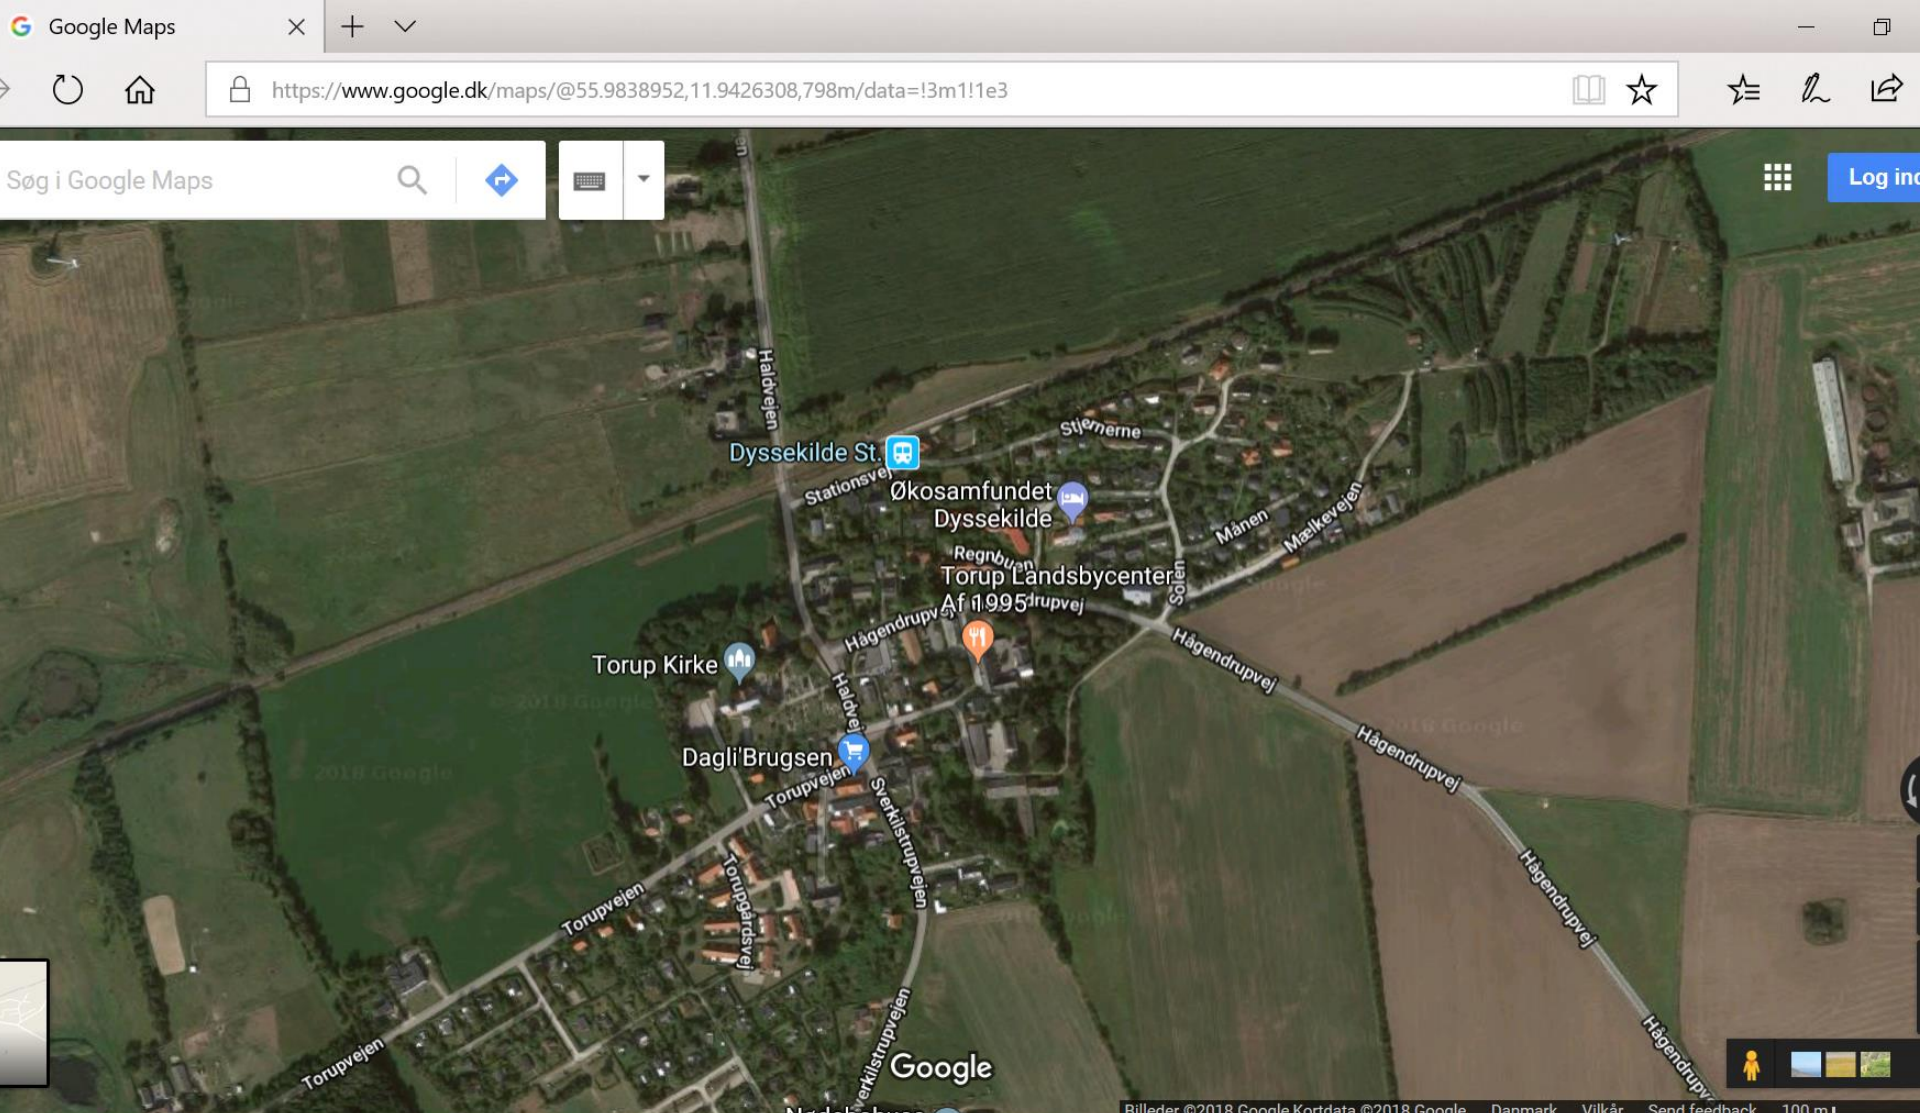 Google Maps
https://www.google.dk/maps/@55.9838952,11.9426308,798m/data=!3m1!1e3
Søg i Google Maps
Log ind
Haldvejen
Stjernerne
Dyssekilde St.
Stationsvej
Økosamfundet
Dyssekilde
Månen
Mælkevejen
Regnbuen
Torup Landsbycenter
Af 1995
Solen
Hågendrupvej
Hågendrupvej
Torup Kirke
Haldvej
Dagli'Brugsen
Torupvejen
Hågendrupvej
Sverkilstrupvejen
Torupgårdsvej
Hågendrupvej
Torupvejen
Torupvejen
Google
Billeder ©2018 Google Kortdata ©2018 Google Danmark Vilkår Send feedback 100 m